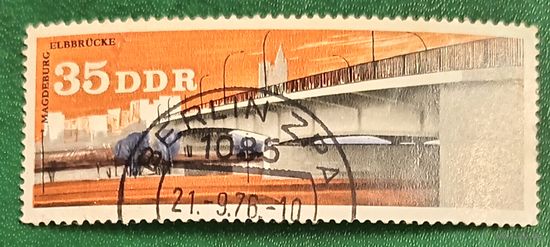 MAGDEBURG
ELBBRÜCKE
35 DDR
BERLIN ZPA
1085
21.-9.76.-10